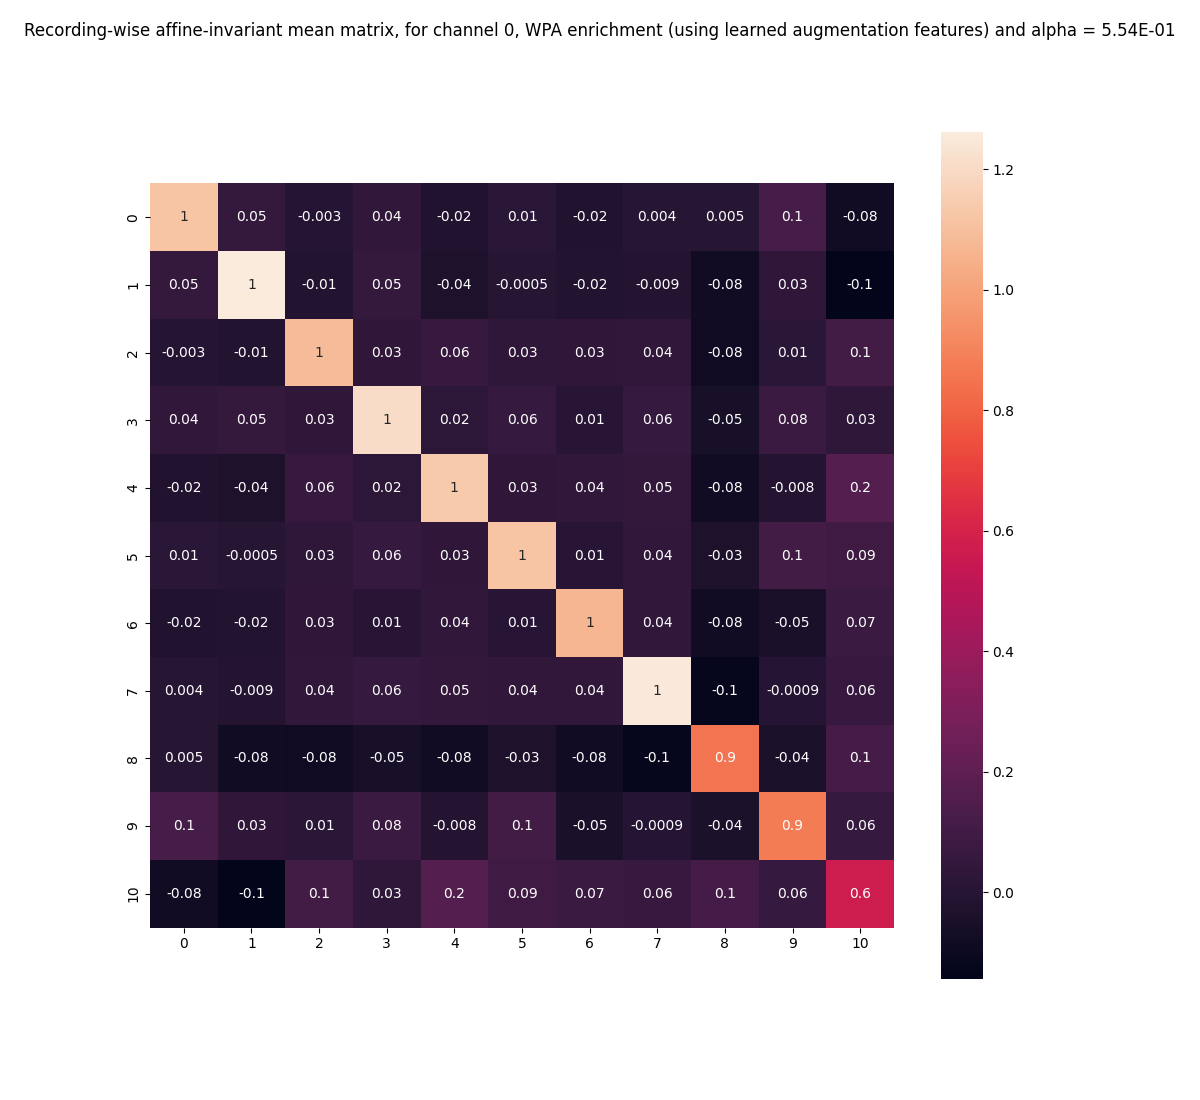 Recording-wise affine-invariant mean matrix, for channel 0, WPA enrichment (using learned augmentation features) and alpha = 5.54E-01
0 1 0.05 -0.003 0.04 -0.02 0.01 -0.02 0.004 0.005 0.1 -0.08
1 0.05 1 -0.01 0.05 -0.04 -0.0005 -0.02 -0.009 -0.08 0.03 -0.1
2 -0.003 -0.01 1 0.03 0.06 0.03 0.03 0.04 -0.08 0.01 0.1
3 0.04 0.05 0.03 1 0.02 0.06 0.01 0.06 -0.05 0.08 0.03
4 -0.02 -0.04 0.06 0.02 1 0.03 0.04 0.05 -0.08 -0.008 0.2
5 0.01 -0.0005 0.03 0.06 0.03 1 0.01 0.04 -0.03 0.1 0.09
6 -0.02 -0.02 0.03 0.01 0.04 0.01 1 0.04 -0.08 -0.05 0.07
7 0.004 -0.009 0.04 0.06 0.05 0.04 0.04 1 -0.1 -0.0009 0.06
8 0.005 -0.08 -0.08 -0.05 -0.08 -0.03 -0.08 -0.1 0.9 -0.04 0.1
9 0.1 0.03 0.01 0.08 -0.008 0.1 -0.05 -0.0009 -0.04 0.9 0.06
10 -0.08 -0.1 0.1 0.03 0.2 0.09 0.07 0.06 0.1 0.06 0.6
0 1 2 3 4 5 6 7 8 9 10
1.2
1.0
0.8
0.6
0.4
0.2
0.0